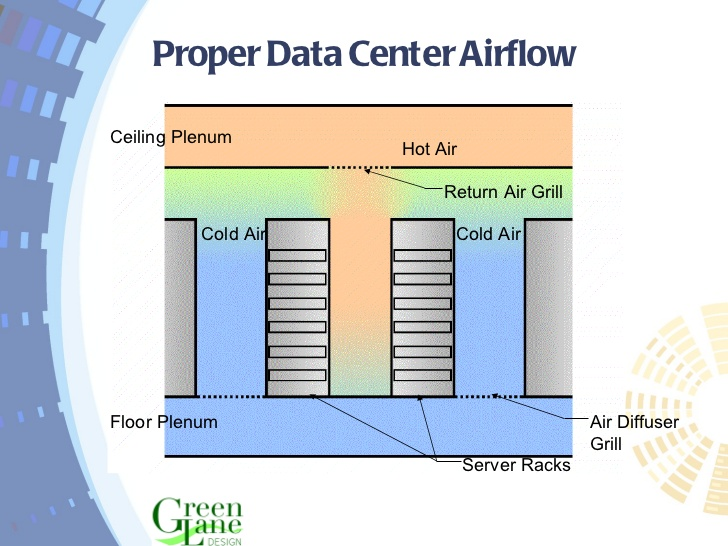 Proper Data Center Airflow
Ceiling Plenum
Hot Air
Return Air Grill
Cold Air
Cold Air
Floor Plenum
Air Diffuser
Grill
Server Racks
Green
Lane
DESIGN